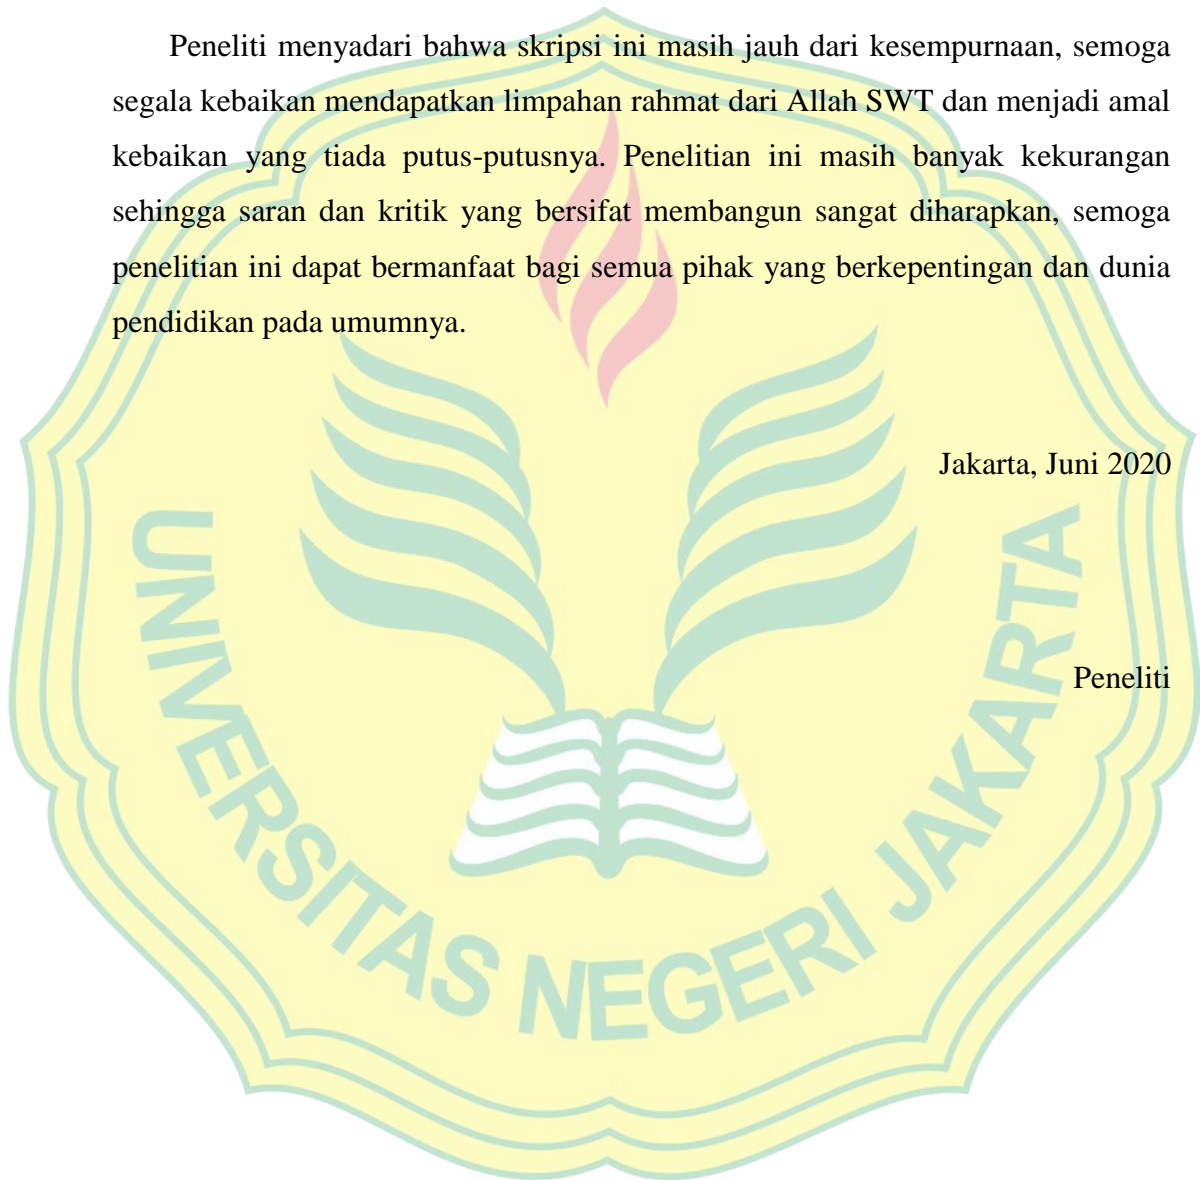 Peneliti menyadari bahwa skripsi ini masih jauh dari kesempurnaan, semoga
segala kebaikan mendapatkan limpahan rahmat dari Allah SWT dan menjadi amal
kebaikan yang tiada putus-putusnya. Penelitian ini masih banyak kekurangan
sehingga saran dan kritik yang bersifat membangun sangat diharapkan, semoga
penelitian ini dapat bermanfaat bagi semua pihak yang berkepentingan dan dunia
pendidikan pada umumnya.
Jakarta, Juni 2020
Peneliti
UNIVERSITAS NEGERI JAKARTA